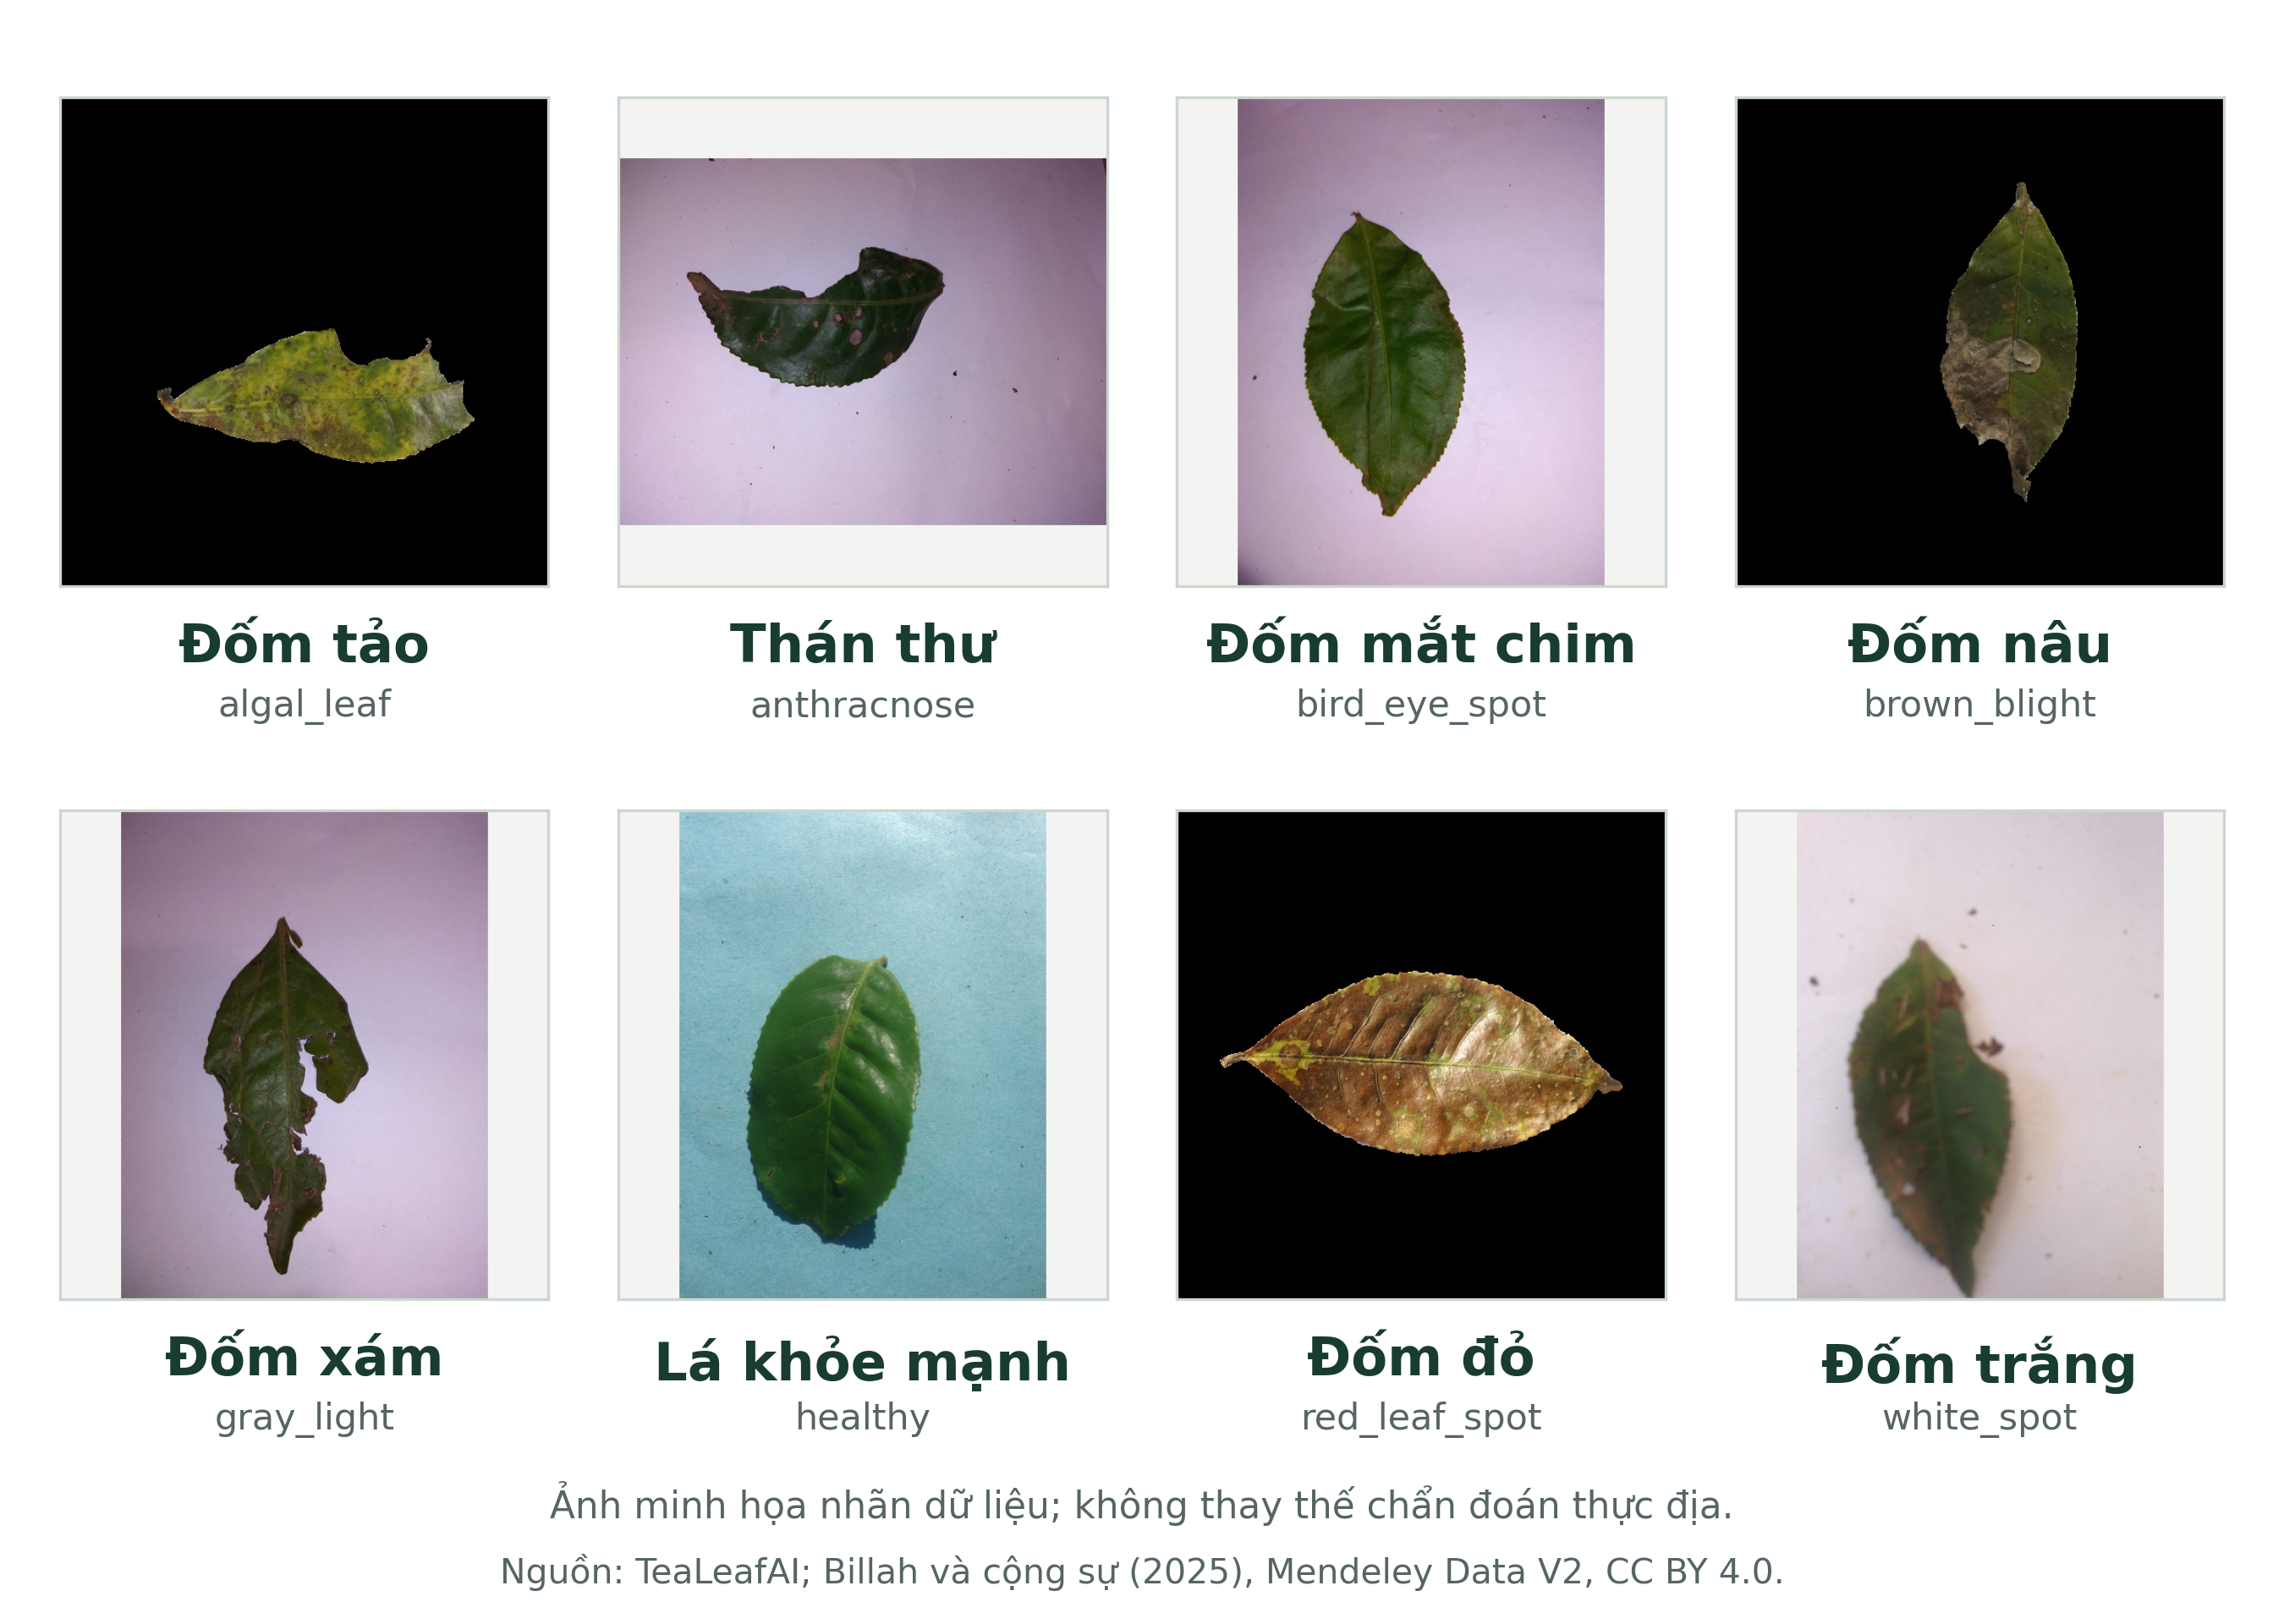 Đốm tảo
algal_leaf
Thán thư
anthracnose
Đốm mắt chim
bird_eye_spot
Đốm nâu
brown_blight
Đốm xám
gray_light
Lá khỏe mạnh
healthy
Đốm đỏ
red_leaf_spot
Đốm trắng
white_spot
Ảnh minh họa nhãn dữ liệu; không thay thế chẩn đoán thực địa.
Nguồn: TeaLeafAI; Billah và cộng sự (2025), Mendeley Data V2, CC BY 4.0.